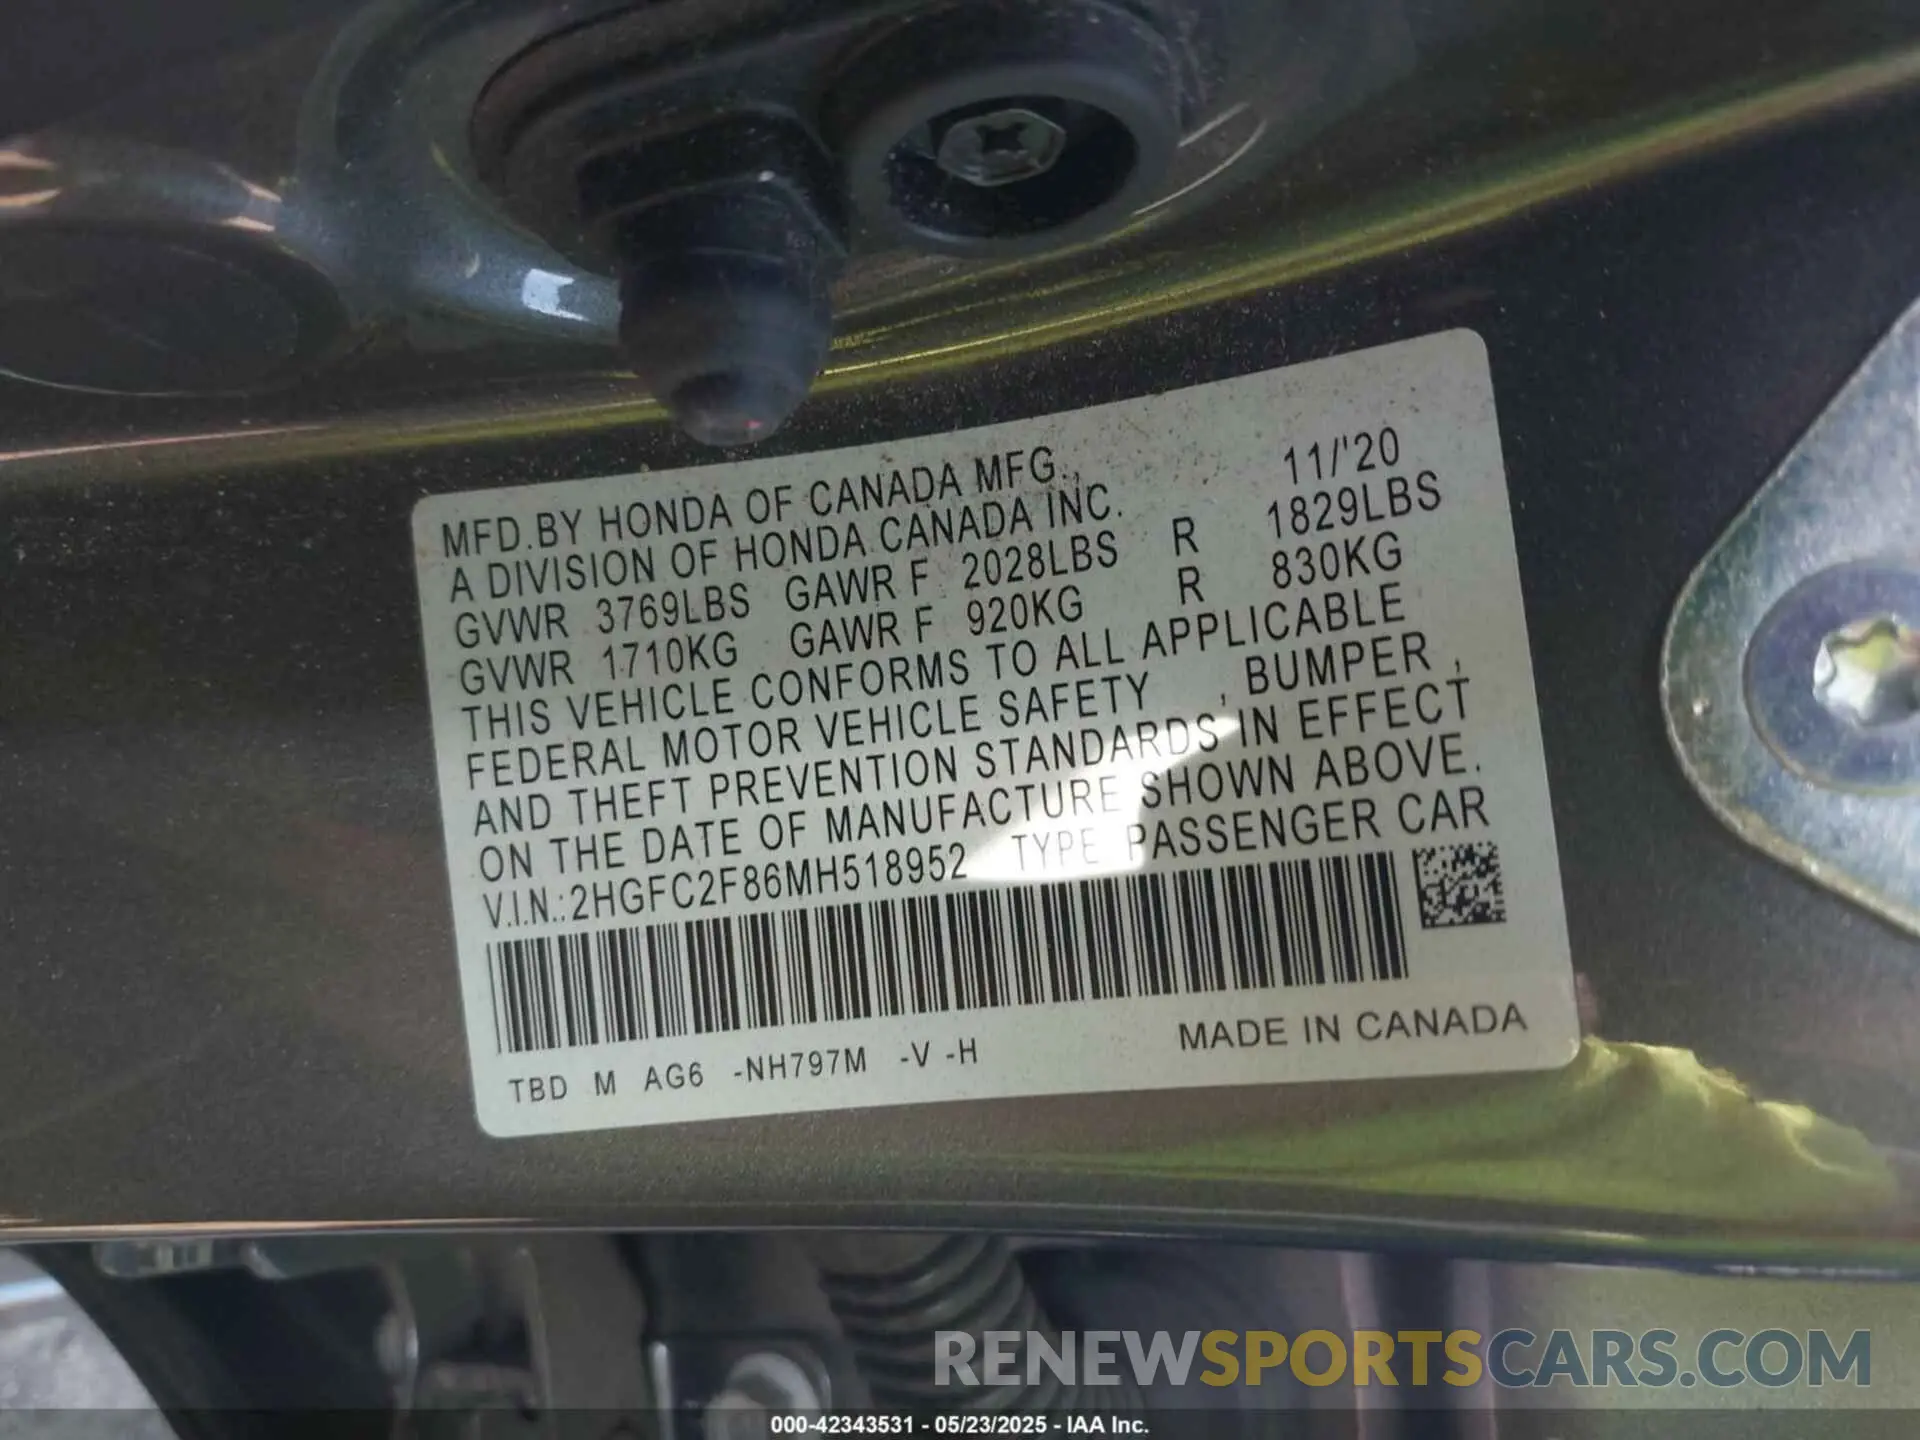 MFD.BY HONDA OF CANADA MFG., 11/'20
A DIVISION OF HONDA CANADA INC.
GVWR 3769LBS GAWR F 2028LBS R 1829LBS
GVWR 1710KG GAWR F 920KG R 830KG
THIS VEHICLE CONFORMS TO ALL APPLICABLE
FEDERAL MOTOR VEHICLE SAFETY , BUMPER ,
AND THEFT PREVENTION STANDARDS IN EFFECT
ON THE DATE OF MANUFACTURE SHOWN ABOVE.
V.I.N.:2HGFC2F86MH518952 TYPE PASSENGER CAR
TBD M AG6 -NH797M -V -H MADE IN CANADA
RENEWSPORTSCARS.COM
000-42343531 - 05/23/2025 - IAA Inc.